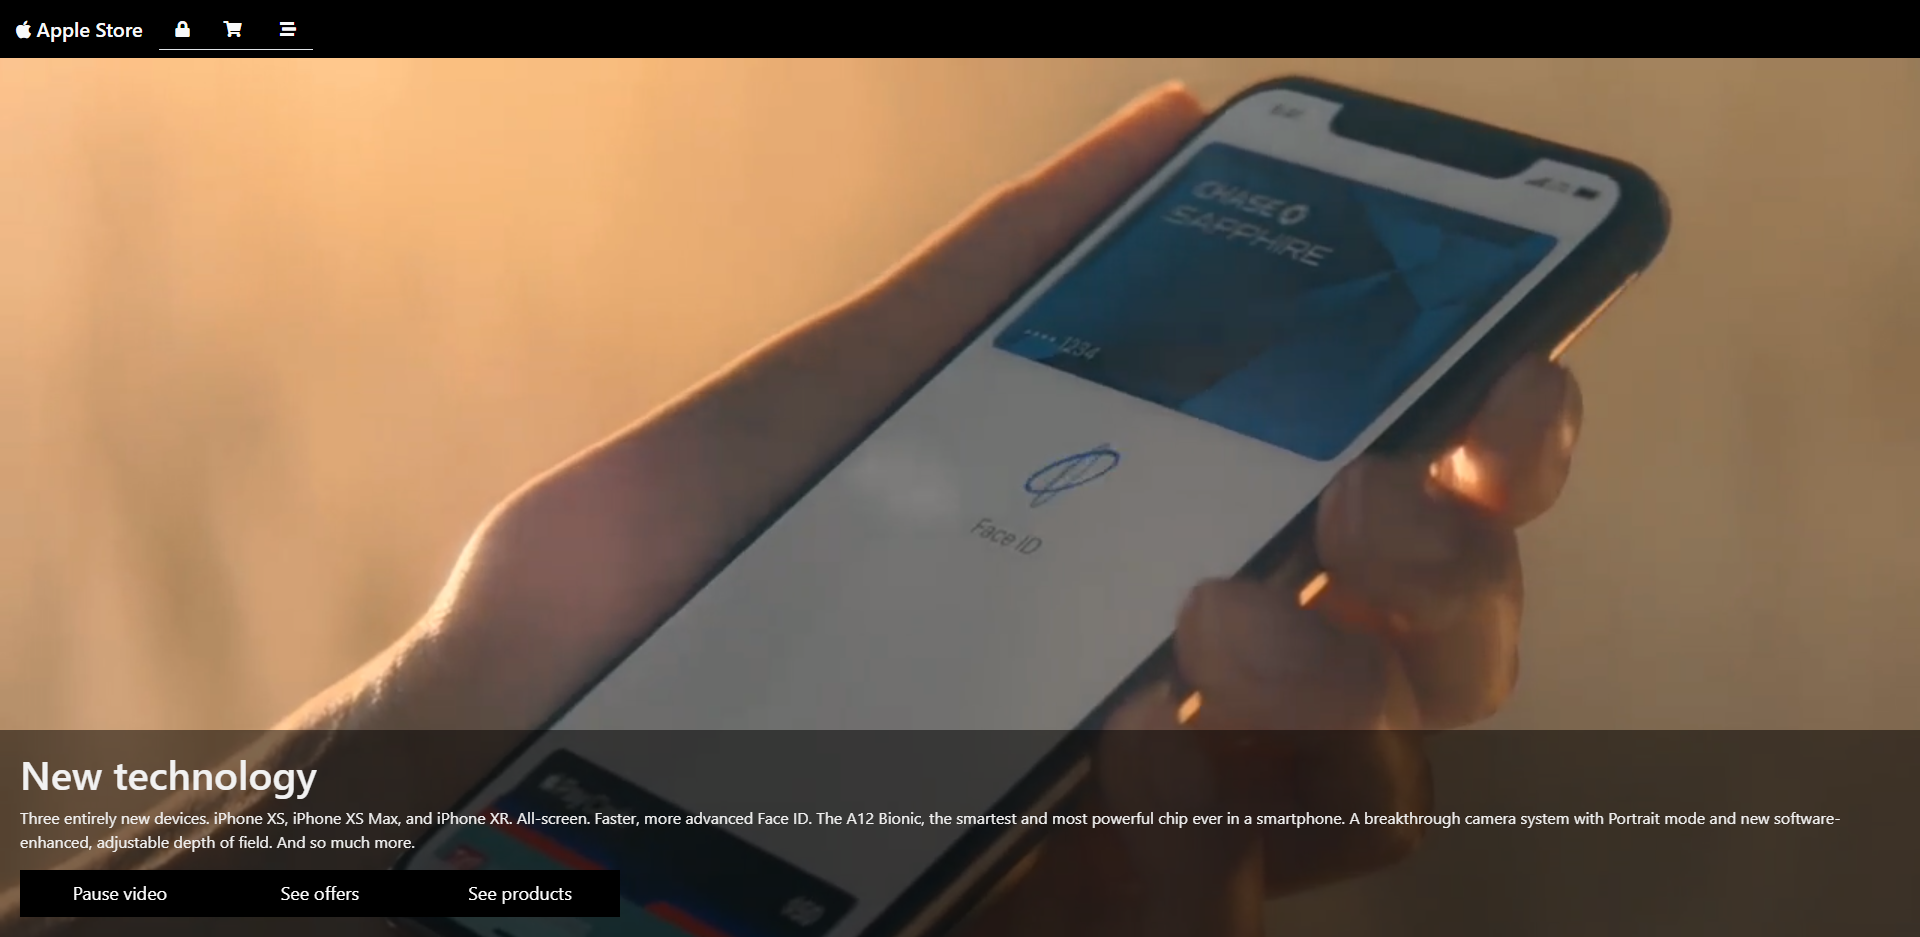 Apple Store
CHASE
SAPPHIRE
•••• 1234
Face ID
New technology
Three entirely new devices. iPhone XS, iPhone XS Max, and iPhone XR. All-screen. Faster, more advanced Face ID. The A12 Bionic, the smartest and most powerful chip ever in a smartphone. A breakthrough camera system with Portrait mode and new software-
enhanced, adjustable depth of field. And so much more.
Pause video
See offers
See products